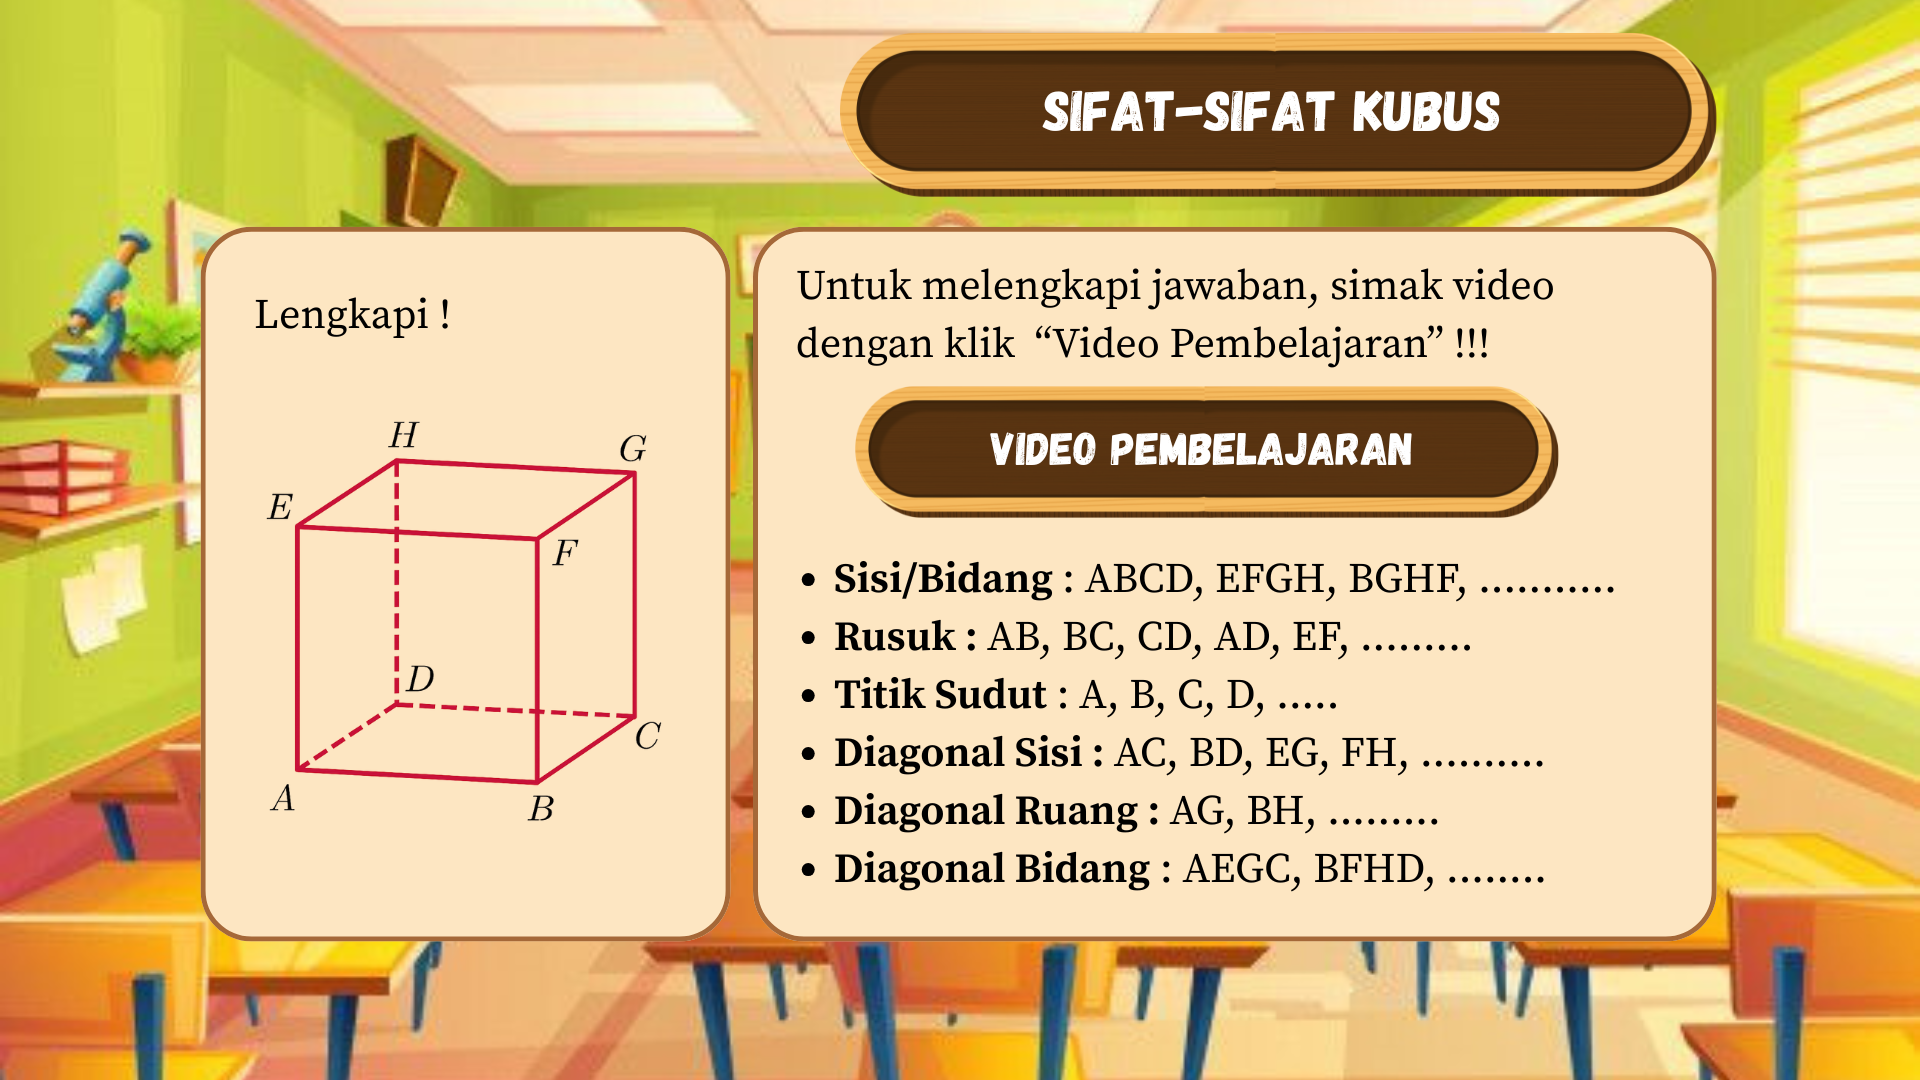 SIFAT-SIFAT KUBUS
Lengkapi !
H
G
E
F
D
C
A
B
Untuk melengkapi jawaban, simak video
dengan klik “Video Pembelajaran” !!!
VIDEO PEMBELAJARAN
• Sisi/Bidang : ABCD, EFGH, BGHF, ...........
• Rusuk : AB, BC, CD, AD, EF, .........
• Titik Sudut : A, B, C, D, .....
• Diagonal Sisi : AC, BD, EG, FH, ..........
• Diagonal Ruang : AG, BH, .........
• Diagonal Bidang : AEGC, BFHD, ........